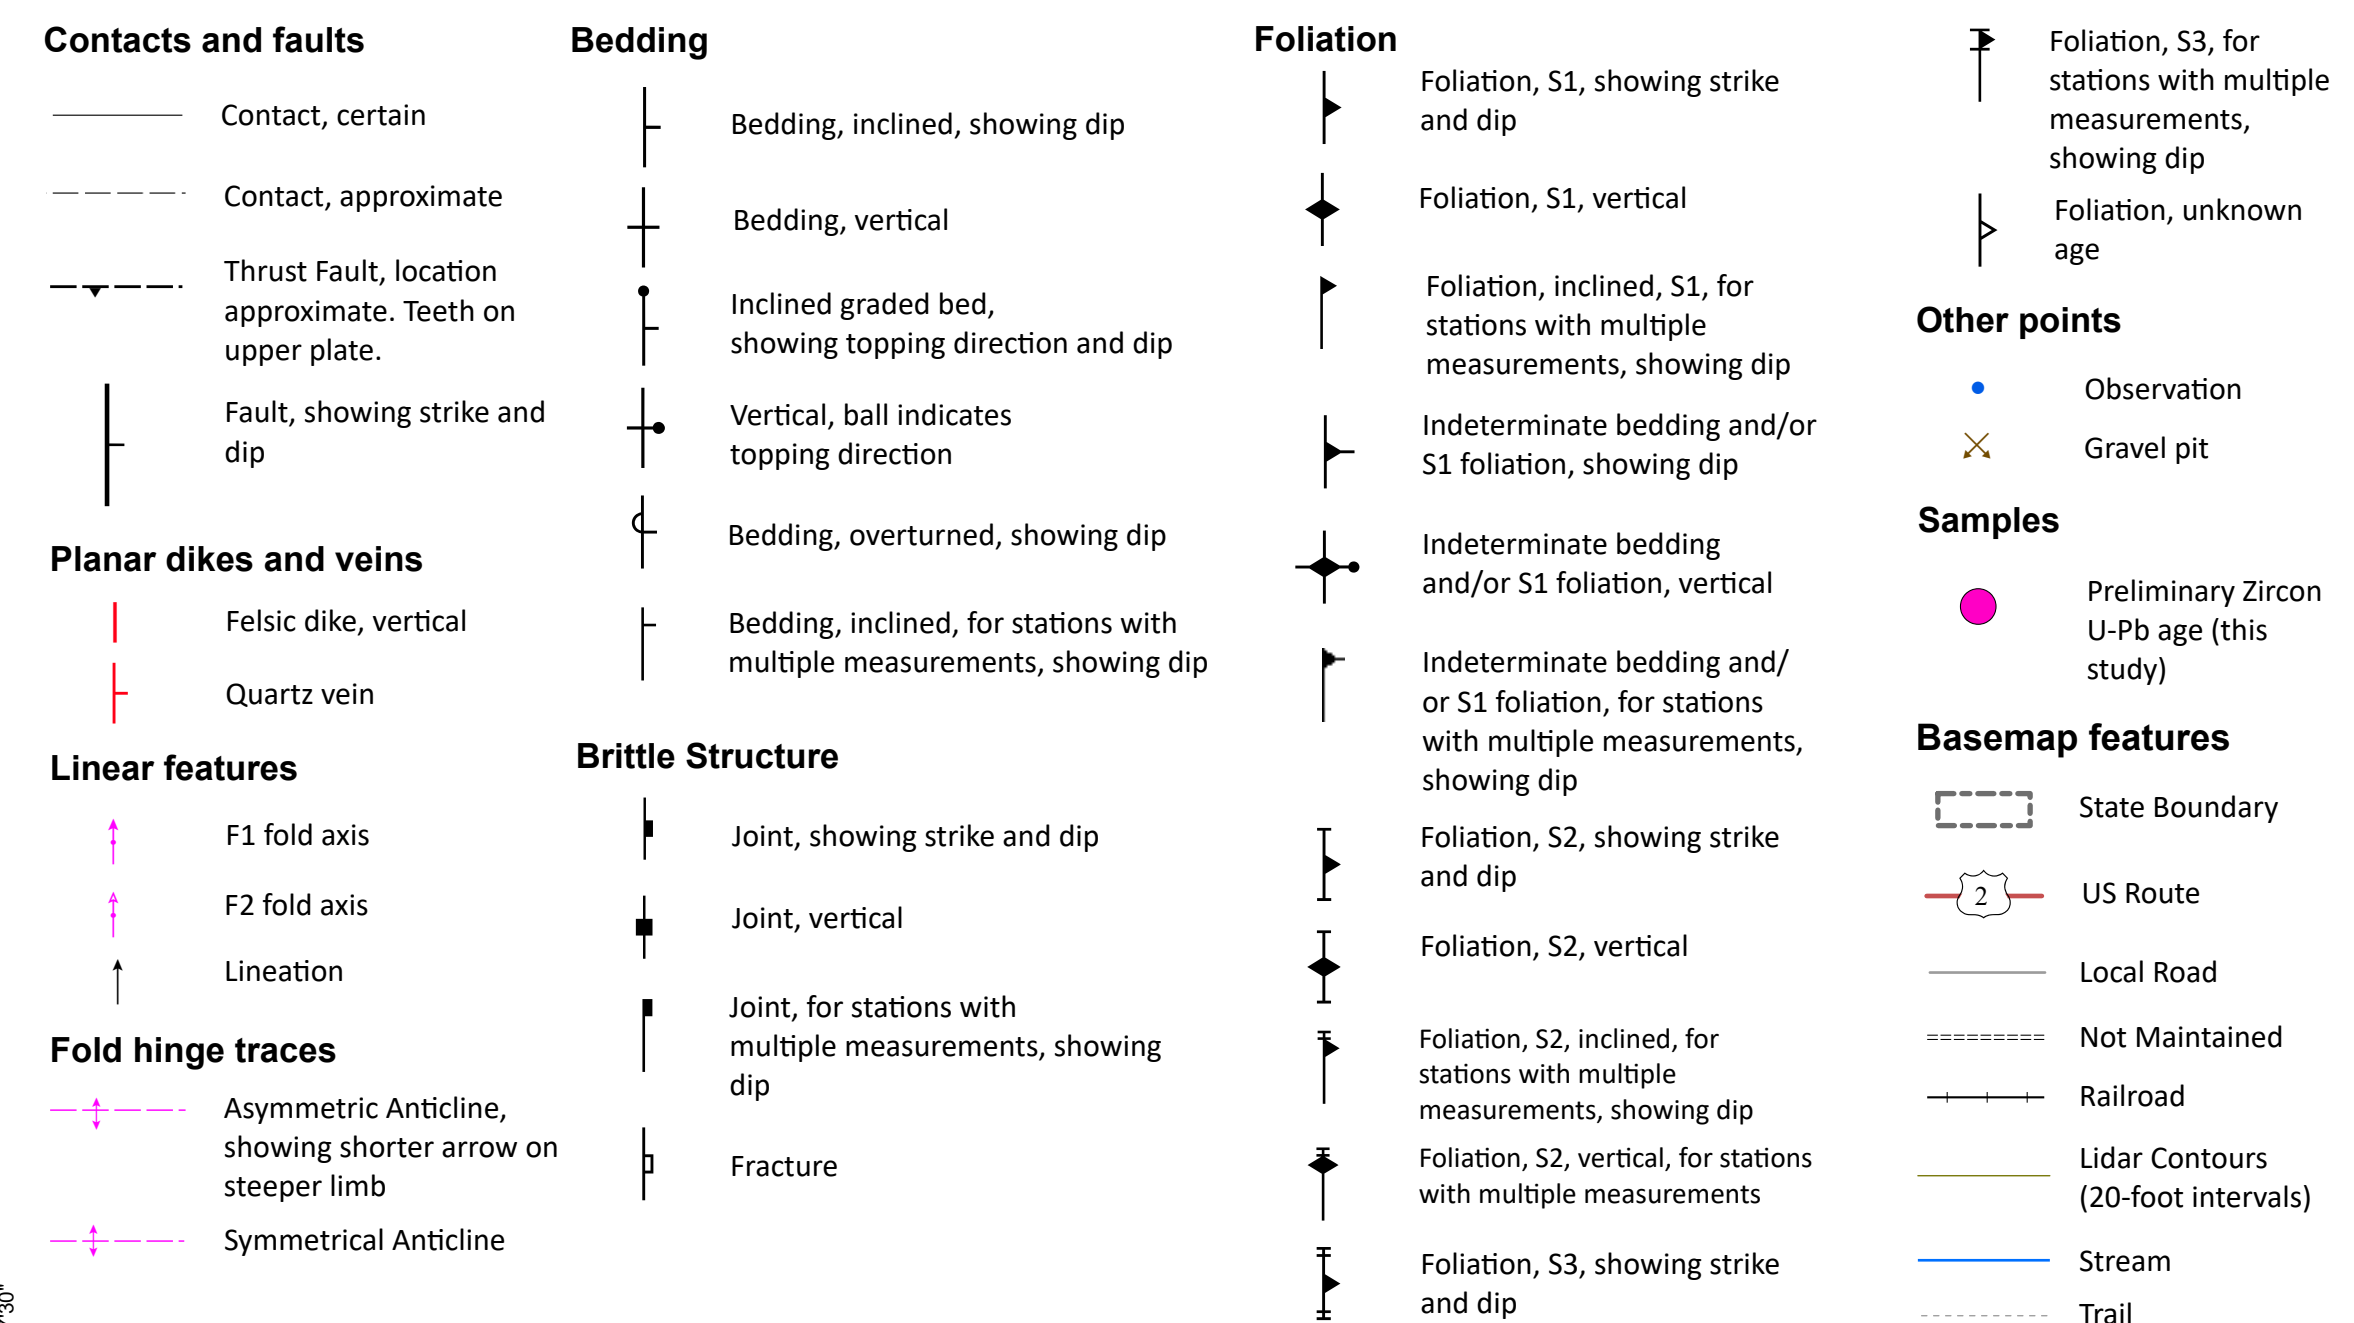 Contacts and faults
Contact, certain
Contact, approximate
Thrust Fault, location
approximate. Teeth on
upper plate.
Fault, showing strike and
dip
Planar dikes and veins
Felsic dike, vertical
Quartz vein
Linear features
F1 fold axis
F2 fold axis
Lineation
Fold hinge traces
Asymmetric Anticline,
showing shorter arrow on
steeper limb
Symmetrical Anticline
Bedding
Bedding, inclined, showing dip
Bedding, vertical
Inclined graded bed,
showing topping direction and dip
Vertical, ball indicates
topping direction
Bedding, overturned, showing dip
Bedding, inclined, for stations with
multiple measurements, showing dip
Brittle Structure
Joint, showing strike and dip
Joint, vertical
Joint, for stations with
multiple measurements, showing
dip
Fracture
Foliation
Foliation, S1, showing strike
and dip
Foliation, S1, vertical
Foliation, inclined, S1, for
stations with multiple
measurements, showing dip
Indeterminate bedding and/or
S1 foliation, showing dip
Indeterminate bedding
and/or S1 foliation, vertical
Indeterminate bedding and/
or S1 foliation, for stations
with multiple measurements,
showing dip
Foliation, S2, showing strike
and dip
Foliation, S2, vertical
Foliation, S2, inclined, for
stations with multiple
measurements, showing dip
Foliation, S2, vertical, for stations
with multiple measurements
Foliation, S3, showing strike
and dip
Foliation, S3, for
stations with multiple
measurements,
showing dip
Foliation, unknown
age
Other points
Observation
Gravel pit
Samples
Preliminary Zircon
U-Pb age (this
study)
Basemap features
State Boundary
2
US Route
Local Road
Not Maintained
Railroad
Lidar Contours
(20-foot intervals)
Stream
Trail